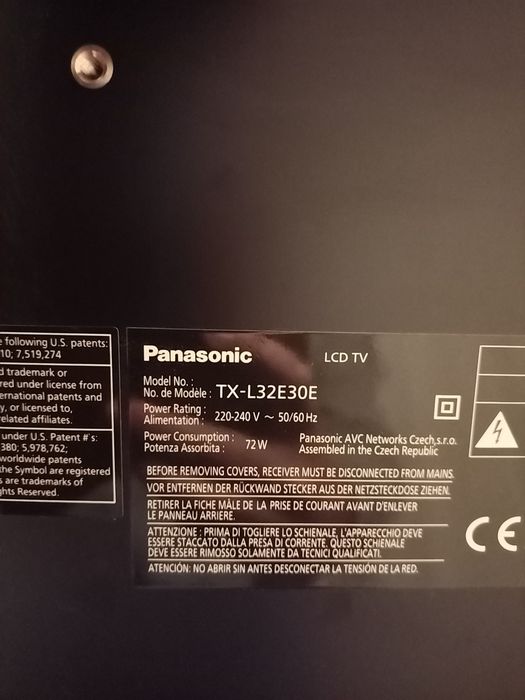 following U.S. patents:
10; 7,519,274
trademark or
red under license from
ernational patents and
y, or licensed to,
elated affiliates.
under U.S. Patent #'s:
380; 5,978,762;
worldwide patents
the Symbol are registered
s are trademarks of
ghts Reserved.
Panasonic
LCD TV
Model No. :
No. de Modèle : TX-L32E30E
Power Rating :
Alimentation : 220-240 V ~ 50/60 Hz
Power Consumption :
Potenza Assorbita : 72 W
Panasonic AVC Networks Czech,s.r.o.
Assembled in the Czech Republic
BEFORE REMOVING COVERS, RECEIVER MUST BE DISCONNECTED FROM MAINS.
VOR ENTFERNEN DER RÜCKWAND STECKER AUS DER NETZSTECKDOSE ZIEHEN.
RETIRER LA FICHE MÂLE DE LA PRISE DE COURANT AVANT D'ENLEVER
LE PANNEAU ARRIERE.
ATTENZIONE : PRIMA DI TOGLIERE LO SCHIENALE, L'APPARECCHIO DEVE
ESSERE STACCATO DALLA PRESA DI CORRENTE, QUESTO SCHIENALE
DEVE ESSERE RIMOSSO SOLAMENTE DA TECNICI QUALIFICATI.
ATENCIÓN: NO ABRIR SIN ANTES DESCONECTAR LA TENSIÓN DE LA RED.
CE